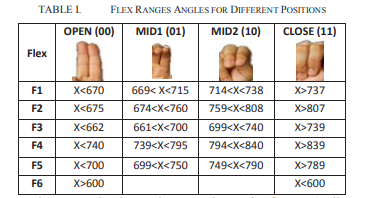 TABLE I. FLEX RANGES ANGLES FOR DIFFERENT POSITIONS
Flex OPEN (00) MID1 (01) MID2 (10) CLOSE (11)
F1 X<670 669< X<715 714<X<738 X>737
F2 X<675 674<X<760 759<X<808 X>807
F3 X<662 661<X<700 699<X<740 X>739
F4 X<740 739<X<795 794<X<840 X>839
F5 X<700 699<X<750 749<X<790 X>789
F6 X>600 X<600